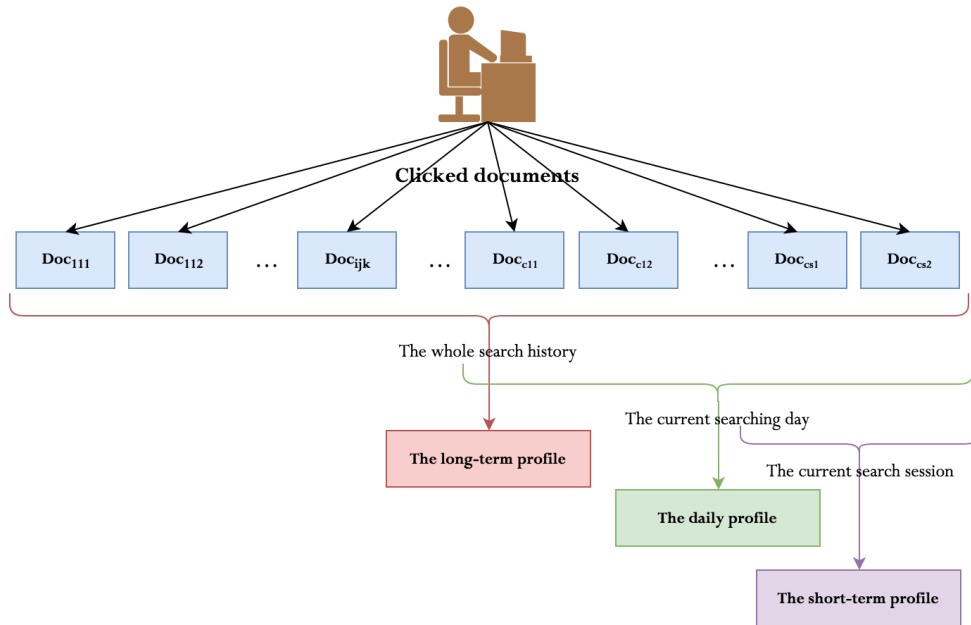 Clicked documents
Doc111
Doc112
...
Docijk
...
Docc11
Docc12
...
Doccs1
Doccs2
The whole search history
The current searching day
The long-term profile
The current search session
The daily profile
The short-term profile